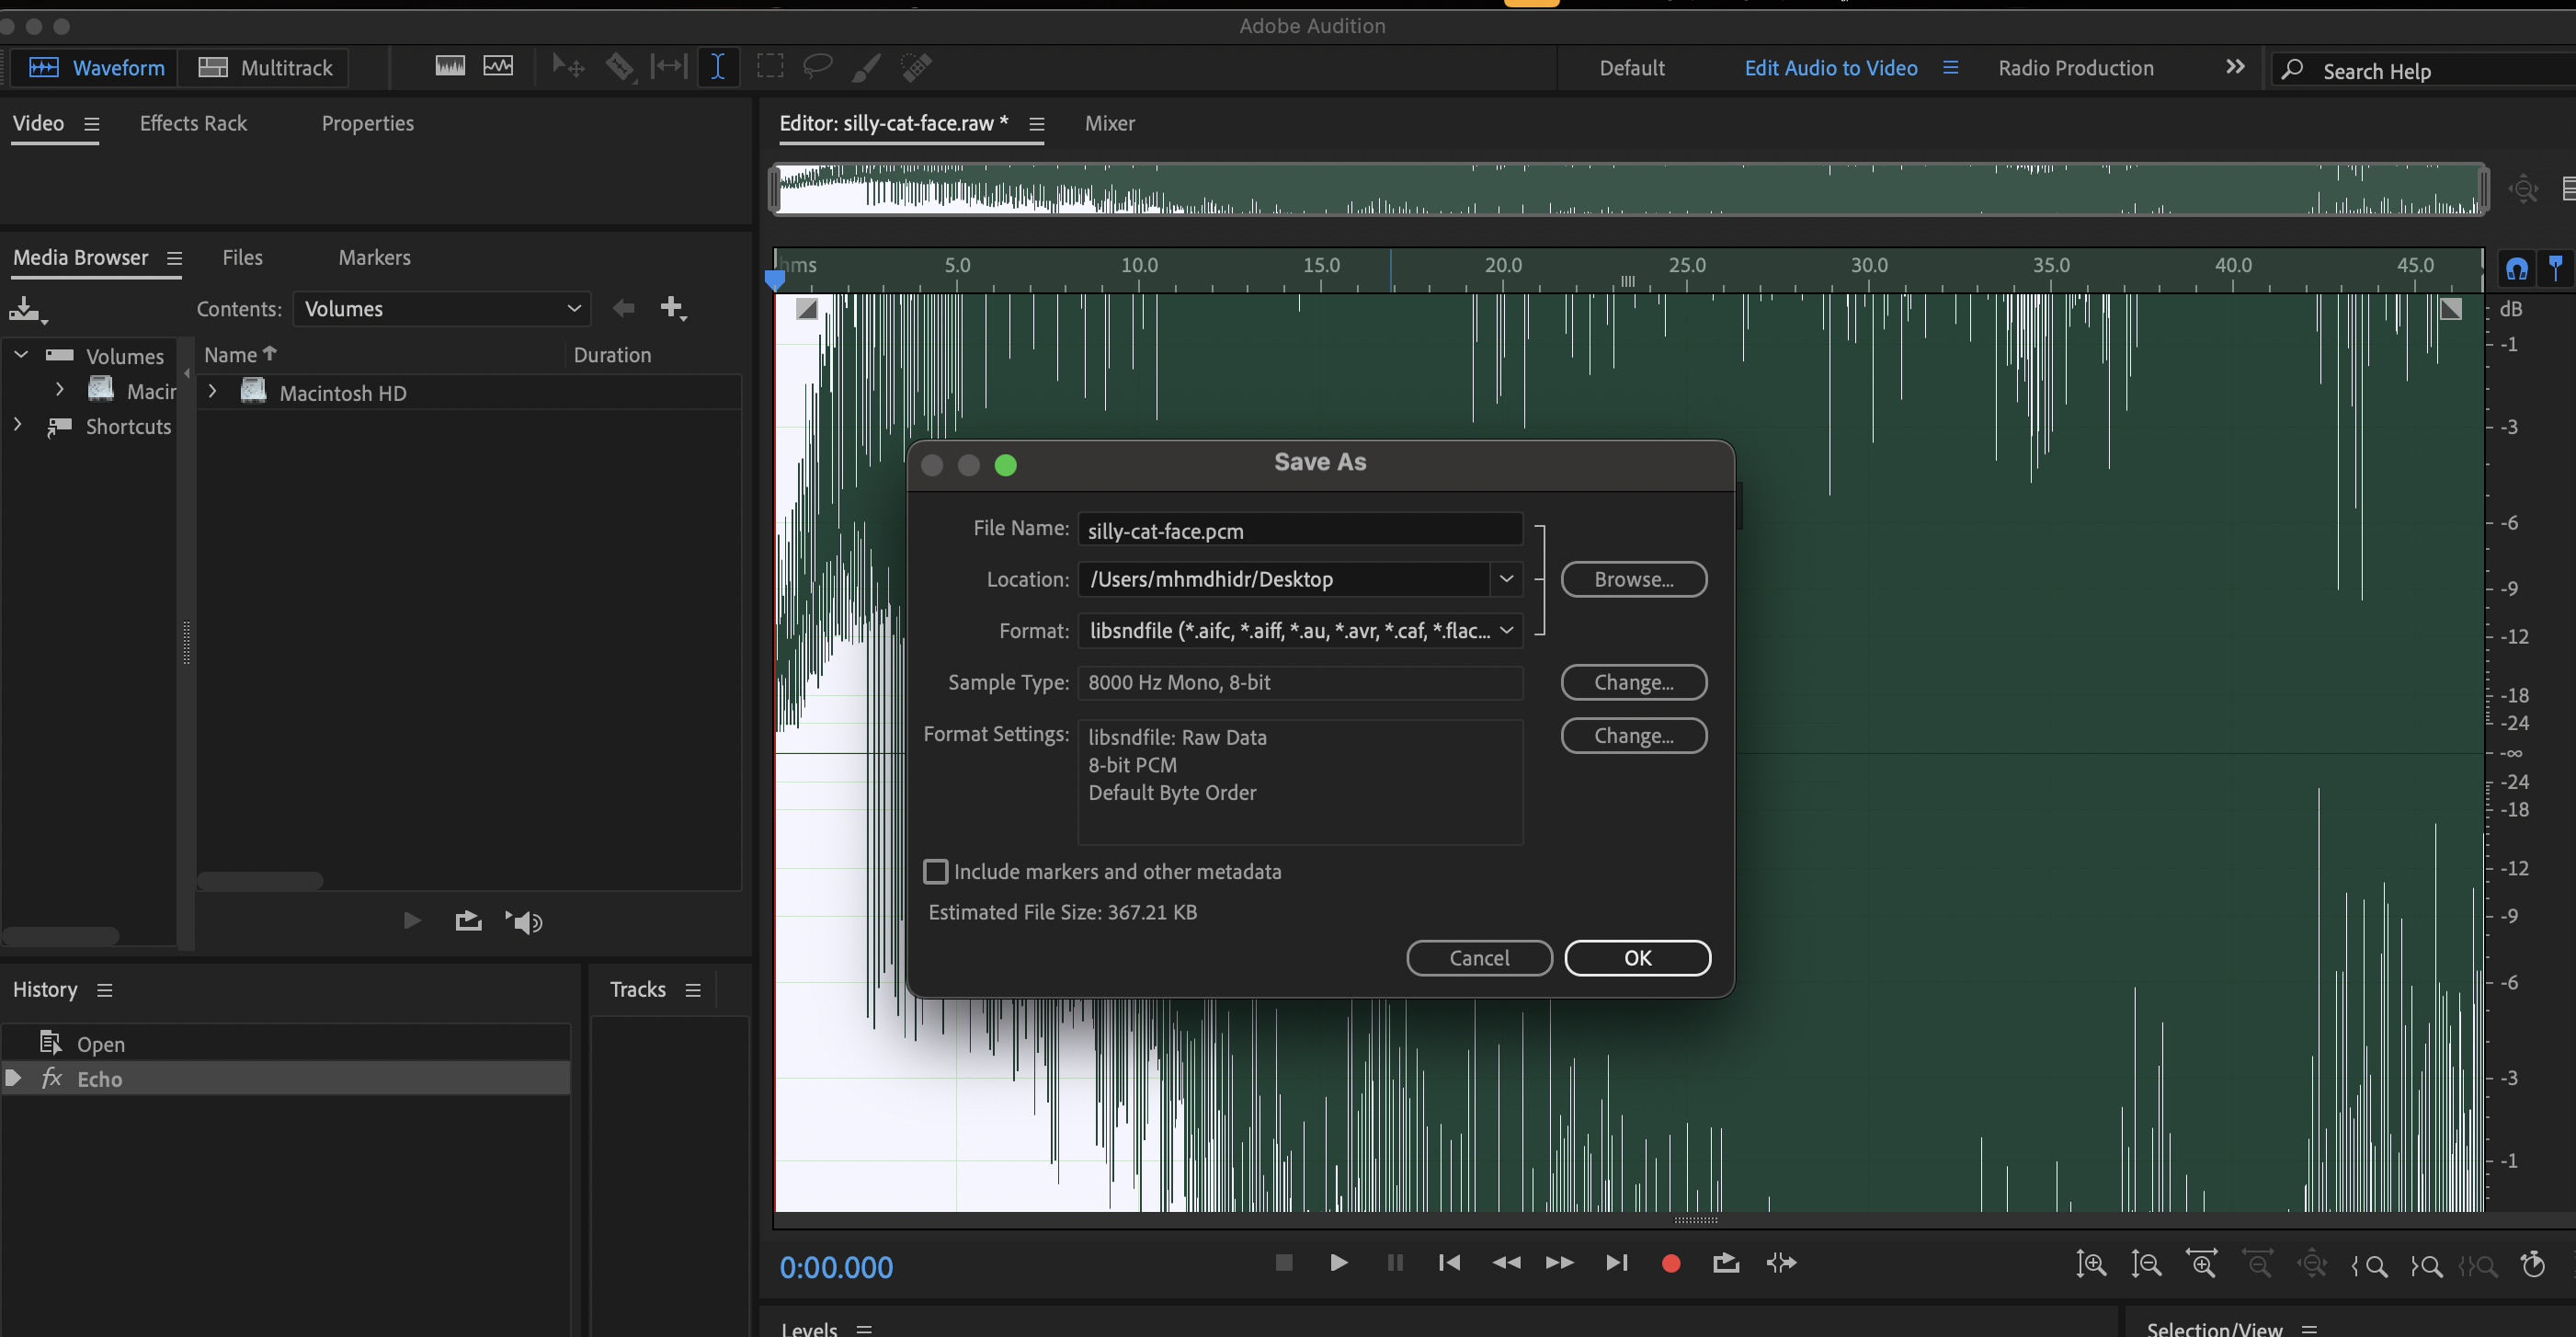 Adobe Audition
Waveform
Multitrack
Default
Edit Audio to Video
Radio Production
Search Help
Video
Effects Rack
Properties
Editor: silly-cat-face.raw *
Mixer
Media Browser
Files
Markers
hms
5.0
10.0
15.0
20.0
25.0
30.0
35.0
40.0
45.0
Contents:
Volumes
dB
-1
-3
-6
-9
-12
-18
-24
-∞
-24
-18
-12
-9
-6
-3
-1
Volumes
Macin
Shortcuts
Name
Duration
Macintosh HD
Save As
File Name:
silly-cat-face.pcm
Location:
/Users/mhmdhidr/Desktop
Browse...
Format:
libsndfile (*.aifc, *.aiff, *.au, *.avr, *.caf, *.flac...
Sample Type:
8000 Hz Mono, 8-bit
Change...
Format Settings:
libsndfile: Raw Data
8-bit PCM
Default Byte Order
Change...
Include markers and other metadata
Estimated File Size: 367.21 KB
Cancel
OK
History
Open
fx Echo
Tracks
0:00.000
Levels
Selection/View